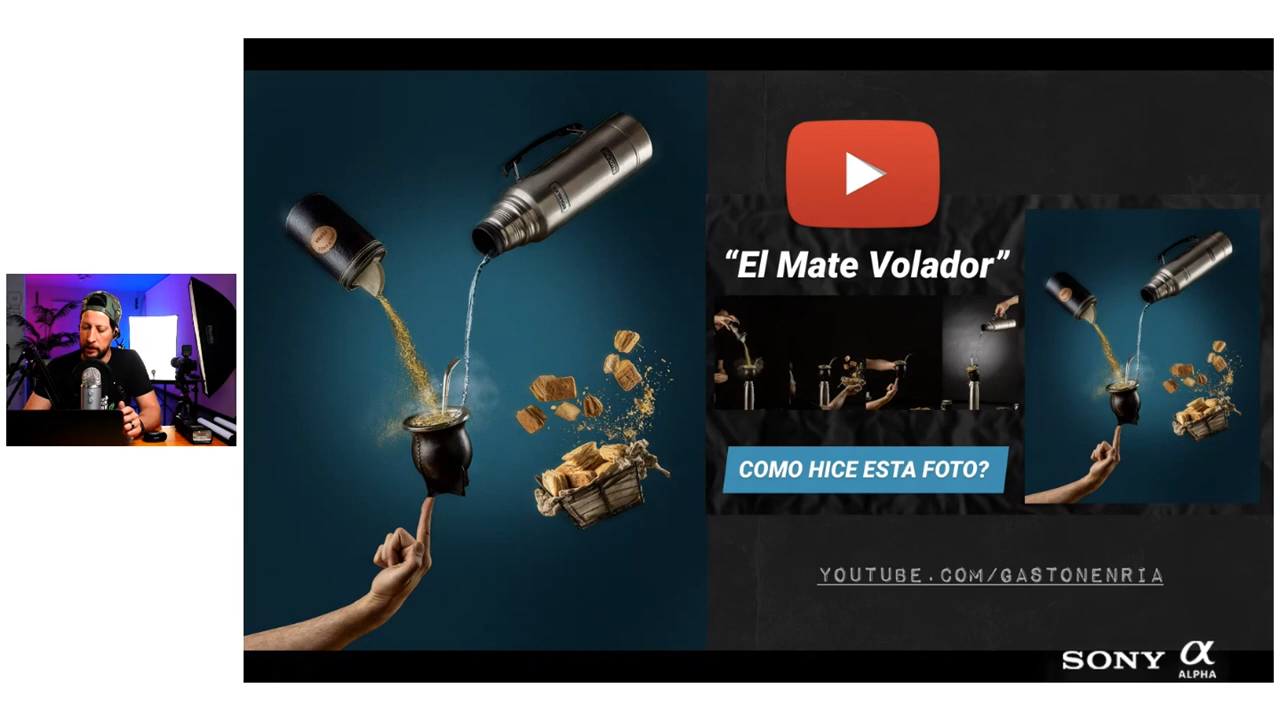 “El Mate Volador”
COMO HICE ESTA FOTO?
YOUTUBE.COM/GASTONENRIA
SONY α
ALPHA